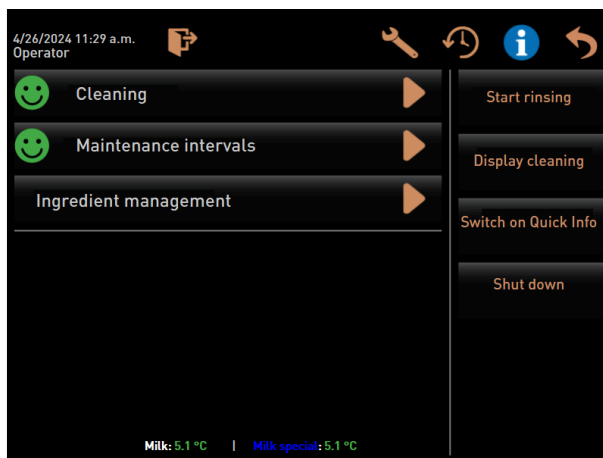 4/26/2024 11:29 a.m.
Operator
Cleaning
Maintenance intervals
Ingredient management
Start rinsing
Display cleaning
Switch on Quick Info
Shut down
Milk: 5.1 °C | Milk special: 5.1 °C